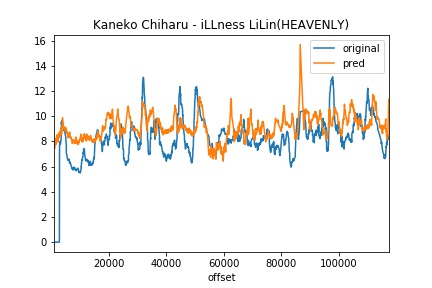 Kaneko Chiharu - iLLness LiLin(HEAVENLY)
original
pred
16
14
12
10
8
6
4
2
0
20000 40000 60000 80000 100000
offset